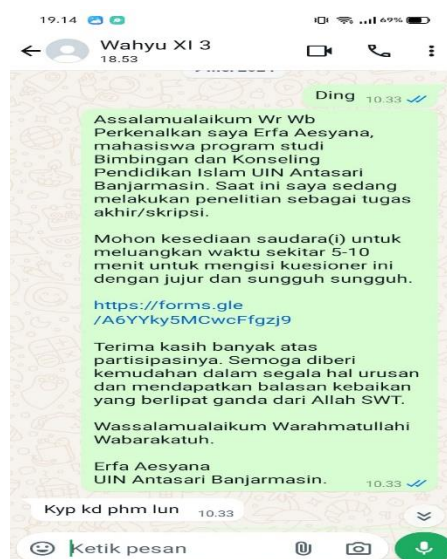 19.14
69%
Wahyu XI 3
18.53
Ding 10.33
Assalamualaikum Wr Wb
Perkenalkan saya Erfa Aesyana,
mahasiswa program studi
Bimbingan dan Konseling
Pendidikan Islam UIN Antasari
Banjarmasin. Saat ini saya sedang
melakukan penelitian sebagai tugas
akhir/skripsi.
Mohon kesediaan saudara(i) untuk
meluangkan waktu sekitar 5-10
menit untuk mengisi kuesioner ini
dengan jujur dan sungguh sungguh.
https://forms.gle
/A6YYky5MCwcFfgzj9
Terima kasih banyak atas
partisipasinya. Semoga diberi
kemudahan dalam segala hal urusan
dan mendapatkan balasan kebaikan
yang berlipat ganda dari Allah SWT.
Wassalamualaikum Warahmatullahi
Wabarakatuh.
Erfa Aesyana
UIN Antasari Banjarmasin. 10.33
Kyp kd phm lun 10.33
Ketik pesan